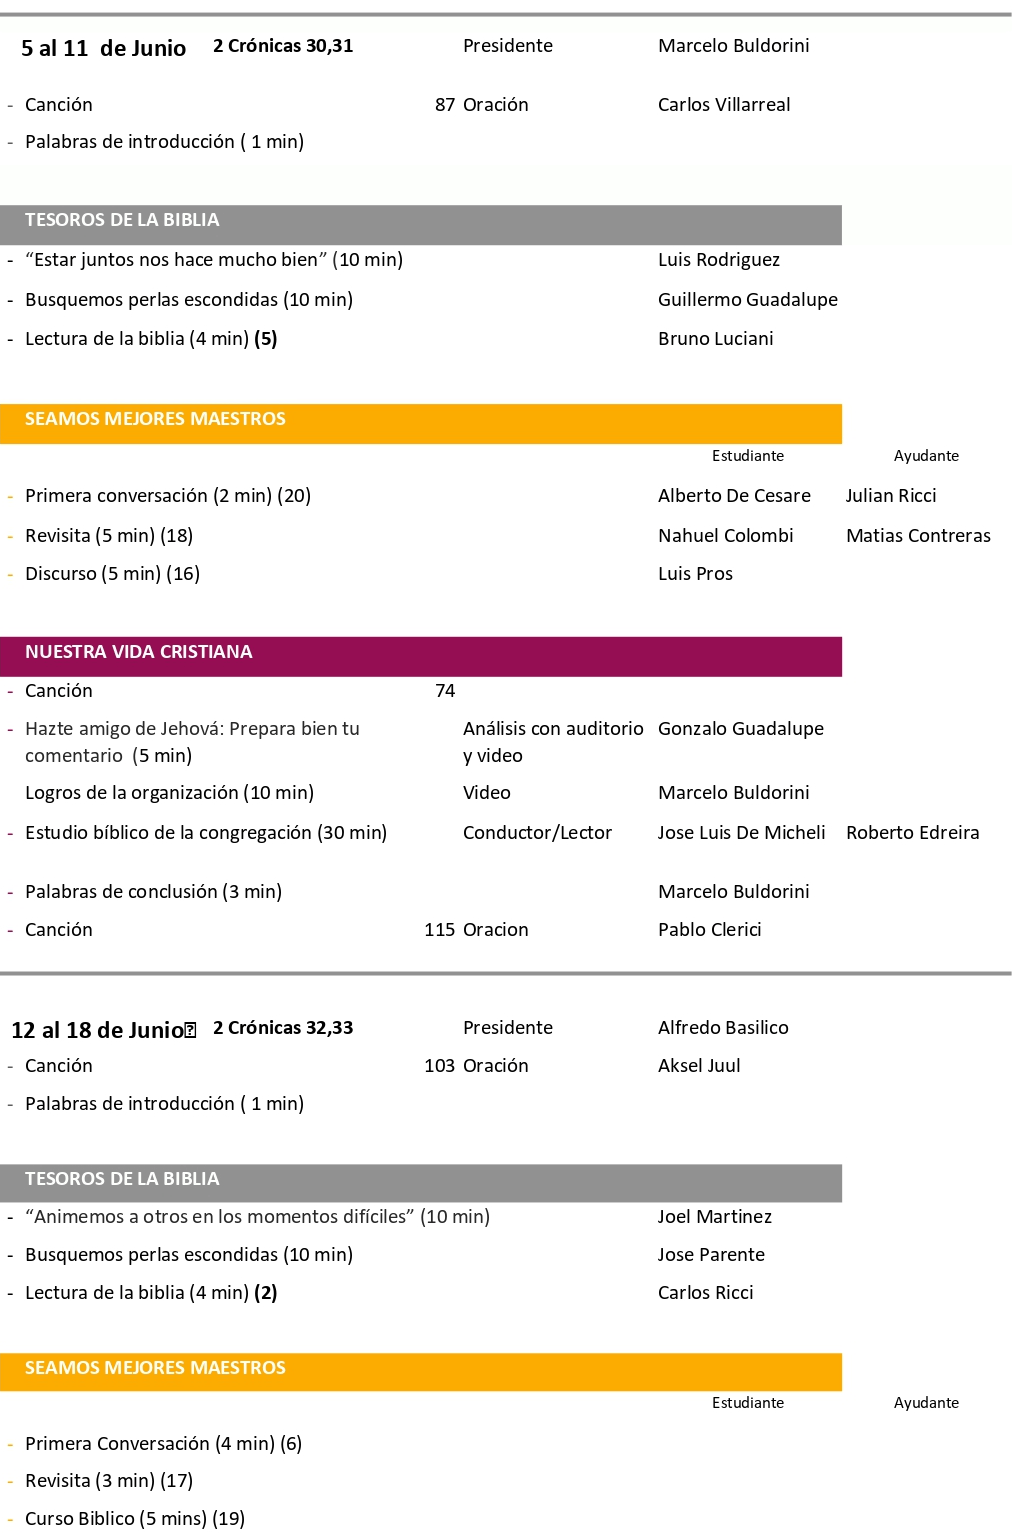 5 al 11 de Junio 2 Crónicas 30,31 Presidente Marcelo Buldorini
- Canción 87 Oración Carlos Villarreal
- Palabras de introducción ( 1 min)
TESOROS DE LA BIBLIA
- “Estar juntos nos hace mucho bien” (10 min) Luis Rodriguez
- Busquemos perlas escondidas (10 min) Guillermo Guadalupe
- Lectura de la biblia (4 min) (5) Bruno Luciani
SEAMOS MEJORES MAESTROS
Estudiante Ayudante
- Primera conversación (2 min) (20) Alberto De Cesare Julian Ricci
- Revisita (5 min) (18) Nahuel Colombi Matias Contreras
- Discurso (5 min) (16) Luis Pros
NUESTRA VIDA CRISTIANA
- Canción 74
- Hazte amigo de Jehová: Prepara bien tu Análisis con auditorio Gonzalo Guadalupe
comentario (5 min) y video
Logros de la organización (10 min) Video Marcelo Buldorini
- Estudio bíblico de la congregación (30 min) Conductor/Lector Jose Luis De Micheli Roberto Edreira
- Palabras de conclusión (3 min) Marcelo Buldorini
- Canción 115 Oracion Pablo Clerici
12 al 18 de Junio 2 Crónicas 32,33 Presidente Alfredo Basilico
- Canción 103 Oración Aksel Juul
- Palabras de introducción ( 1 min)
TESOROS DE LA BIBLIA
- “Animemos a otros en los momentos difíciles” (10 min) Joel Martinez
- Busquemos perlas escondidas (10 min) Jose Parente
- Lectura de la biblia (4 min) (2) Carlos Ricci
SEAMOS MEJORES MAESTROS
Estudiante Ayudante
- Primera Conversación (4 min) (6)
- Revisita (3 min) (17)
- Curso Biblico (5 mins) (19)